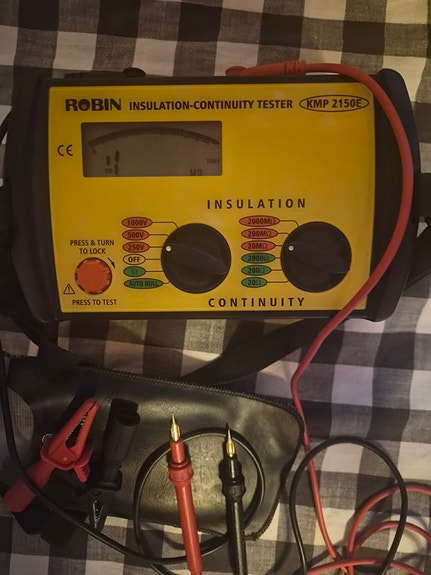 ROBIN INSULATION-CONTINUITY TESTER KMP 2150E
CE
MΩ
INSULATION
1000V
500V
250V
OFF
Ω
AUTO NULL
2000MΩ
200MΩ
20MΩ
2000Ω
200Ω
20Ω
PRESS & TURN
TO LOCK
PRESS TO TEST
CONTINUITY